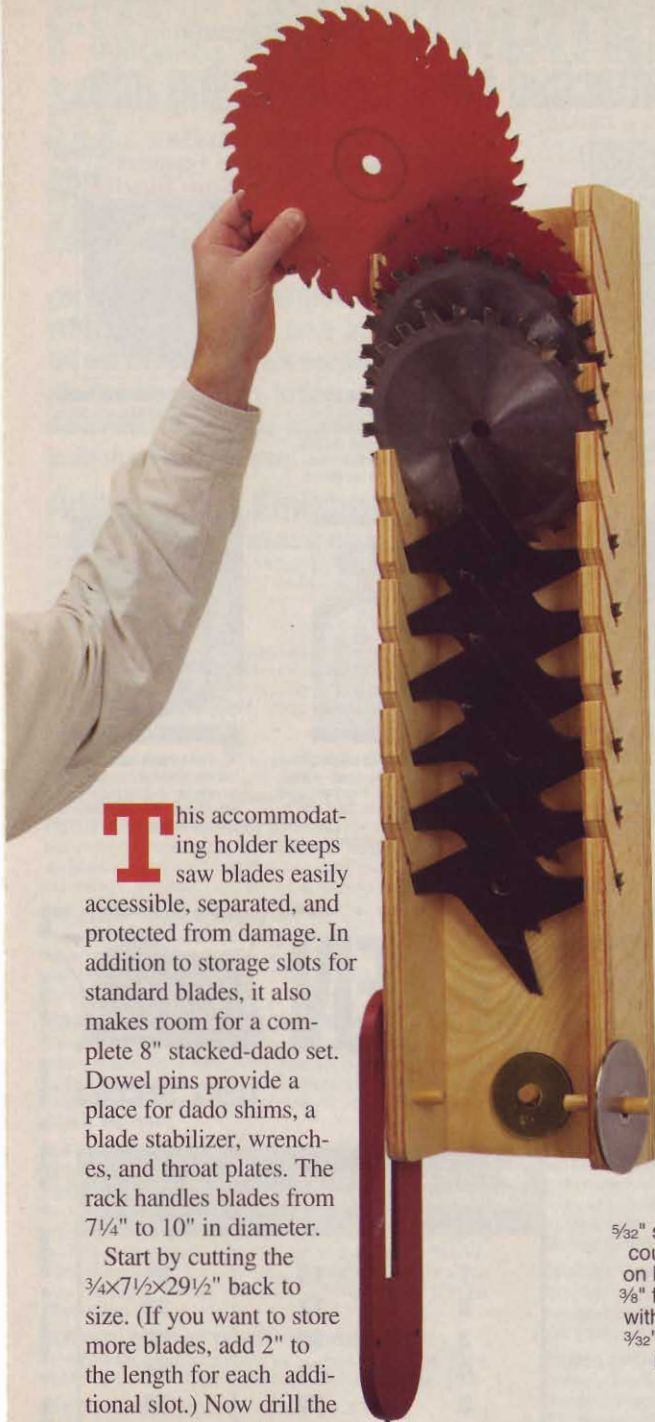 This accommodat-
ing holder keeps
saw blades easily
accessible, separated, and
protected from damage. In
addition to storage slots for
standard blades, it also
makes room for a com-
plete 8" stacked-dado set.
Dowel pins provide a
place for dado shims, a
blade stabilizer, wrench-
es, and throat plates. The
rack handles blades from
7¼" to 10" in diameter.
Start by cutting the
¾×7½×29½" back to
size. (If you want to store
more blades, add 2" to
the length for each addi-
tional slot.) Now drill the
5/32" s
cou
on
⅜" f
with
3/32"